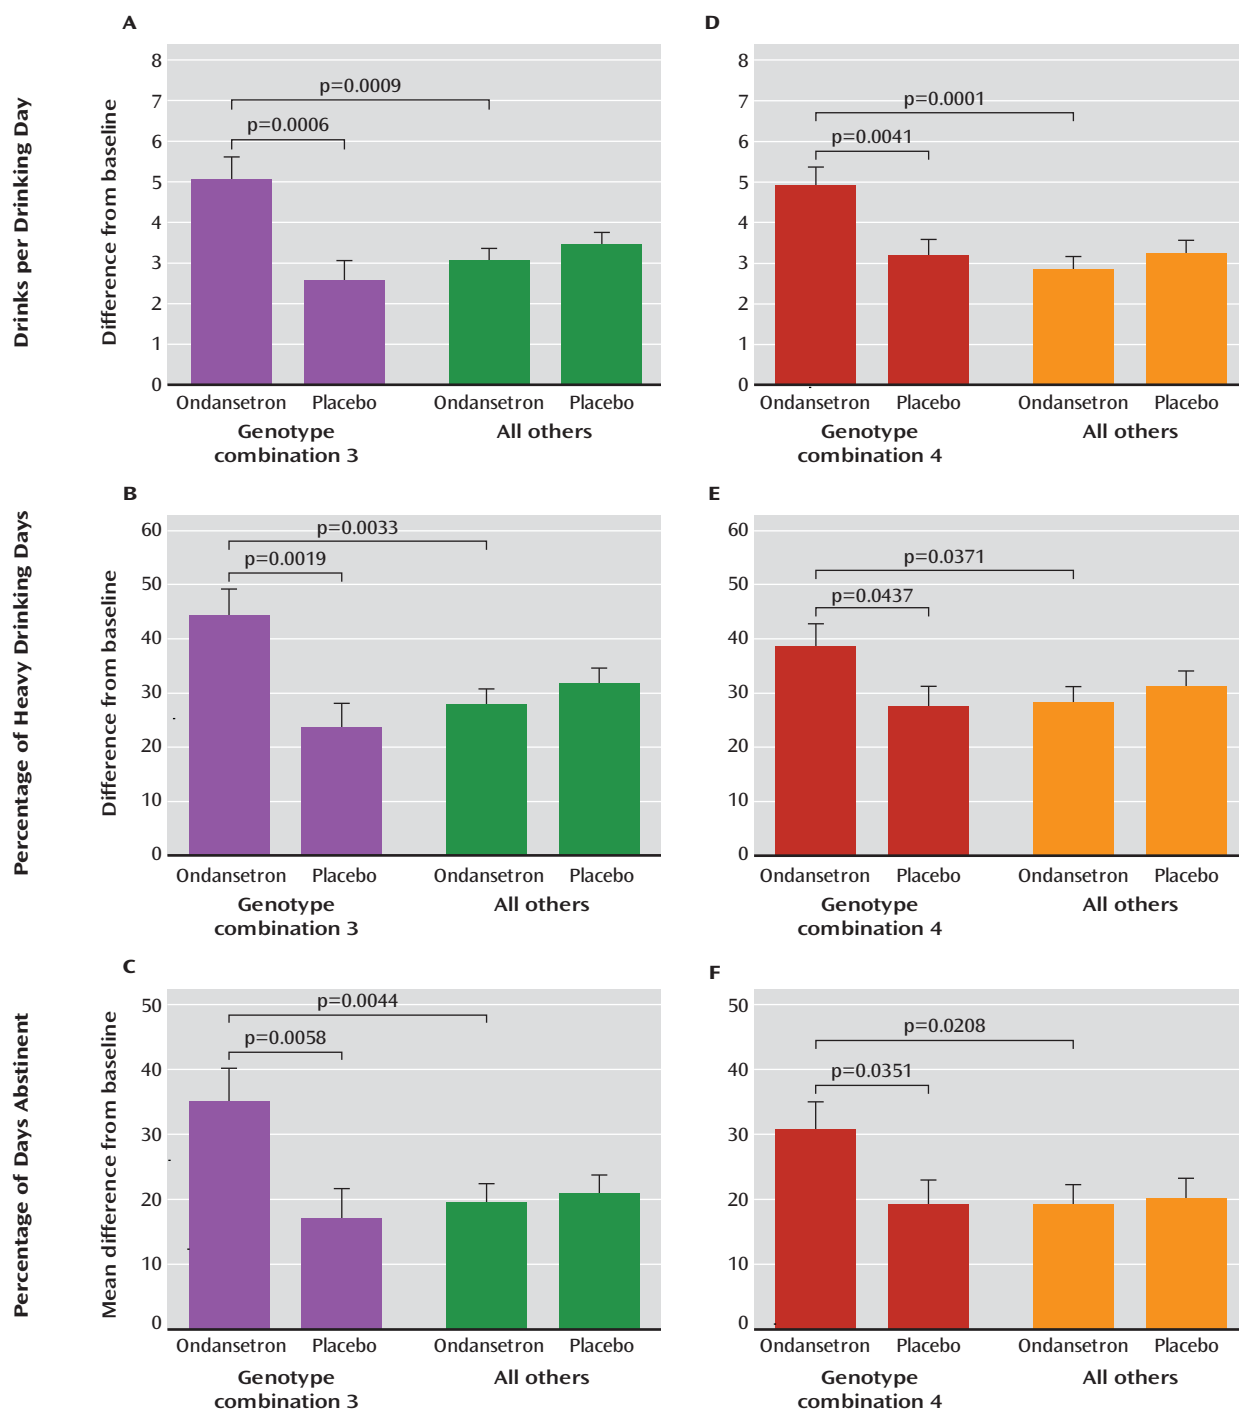 A
Drinks per Drinking Day
Difference from baseline
8
7
6
5
4
3
2
1
0
p=0.0009
p=0.0006
Ondansetron Placebo Ondansetron Placebo
Genotype combination 3
All others
D
8
7
6
5
4
3
2
1
0
p=0.0001
p=0.0041
Ondansetron Placebo Ondansetron Placebo
Genotype combination 4
All others
B
Percentage of Heavy Drinking Days
Difference from baseline
60
50
40
30
20
10
0
p=0.0033
p=0.0019
Ondansetron Placebo Ondansetron Placebo
Genotype combination 3
All others
E
60
50
40
30
20
10
0
p=0.0371
p=0.0437
Ondansetron Placebo Ondansetron Placebo
Genotype combination 4
All others
C
Percentage of Days Abstinent
Mean difference from baseline
50
40
30
20
10
0
p=0.0044
p=0.0058
Ondansetron Placebo Ondansetron Placebo
Genotype combination 3
All others
F
50
40
30
20
10
0
p=0.0208
p=0.0351
Ondansetron Placebo Ondansetron Placebo
Genotype combination 4
All others